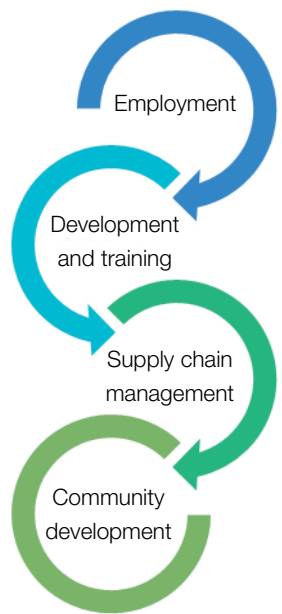 Employment
Development
and training
Supply chain
management
Community
development